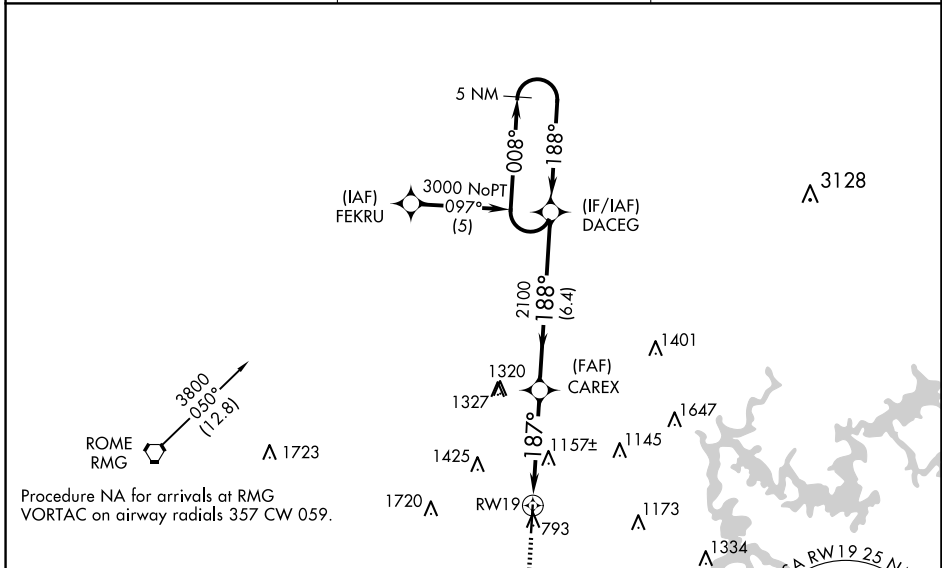 5 NM
008°
188°
3128
(IAF)
FEKRU
3000 NoPT
097°
(5)
(IF/IAF)
DACEG
2100
188°
(6.4)
1401
3800
050°
(12.8)
1320
1327
(FAF)
CAREX
1647
ROME
RMG
1723
187°
1425
1157±
1145
Procedure NA for arrivals at RMG
VORTAC on airway radials 357 CW 059.
1720
RW19
793
1173
1334
RW19 25